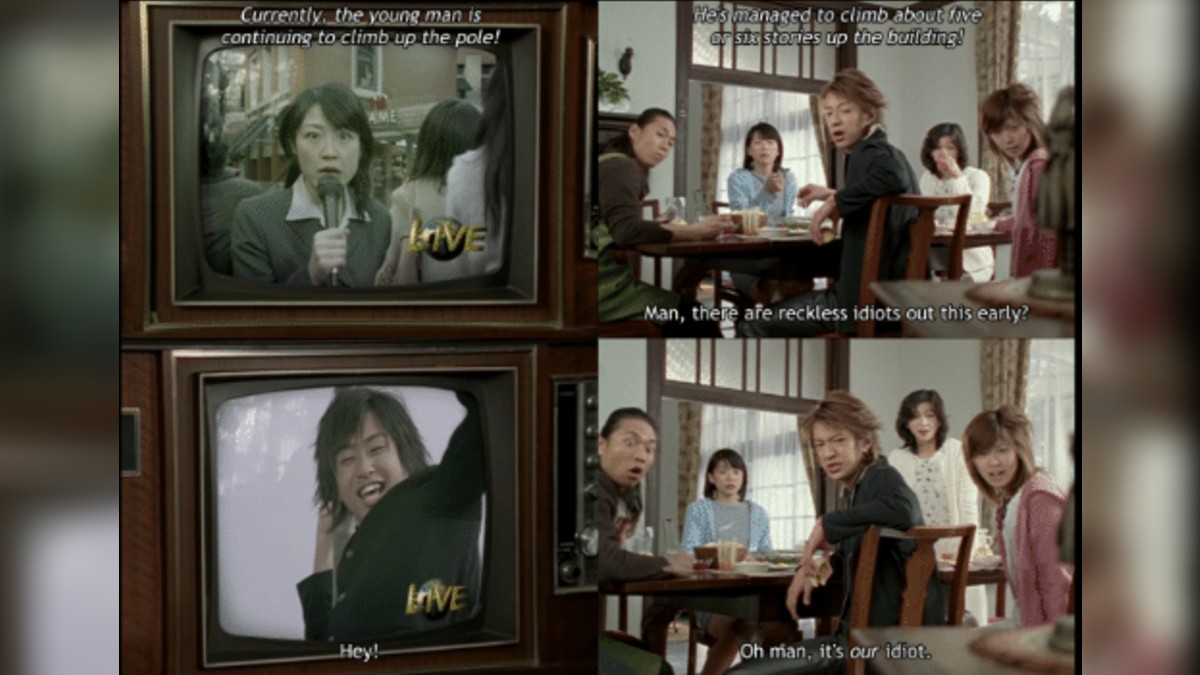 Currently, the young man is
continuing to climb up the pole!
AME
LIVE
He's managed to climb about five
or six stories up the building!
Man, there are reckless idiots out this early?
LIVE
Hey!
Oh man, it's our idiot.